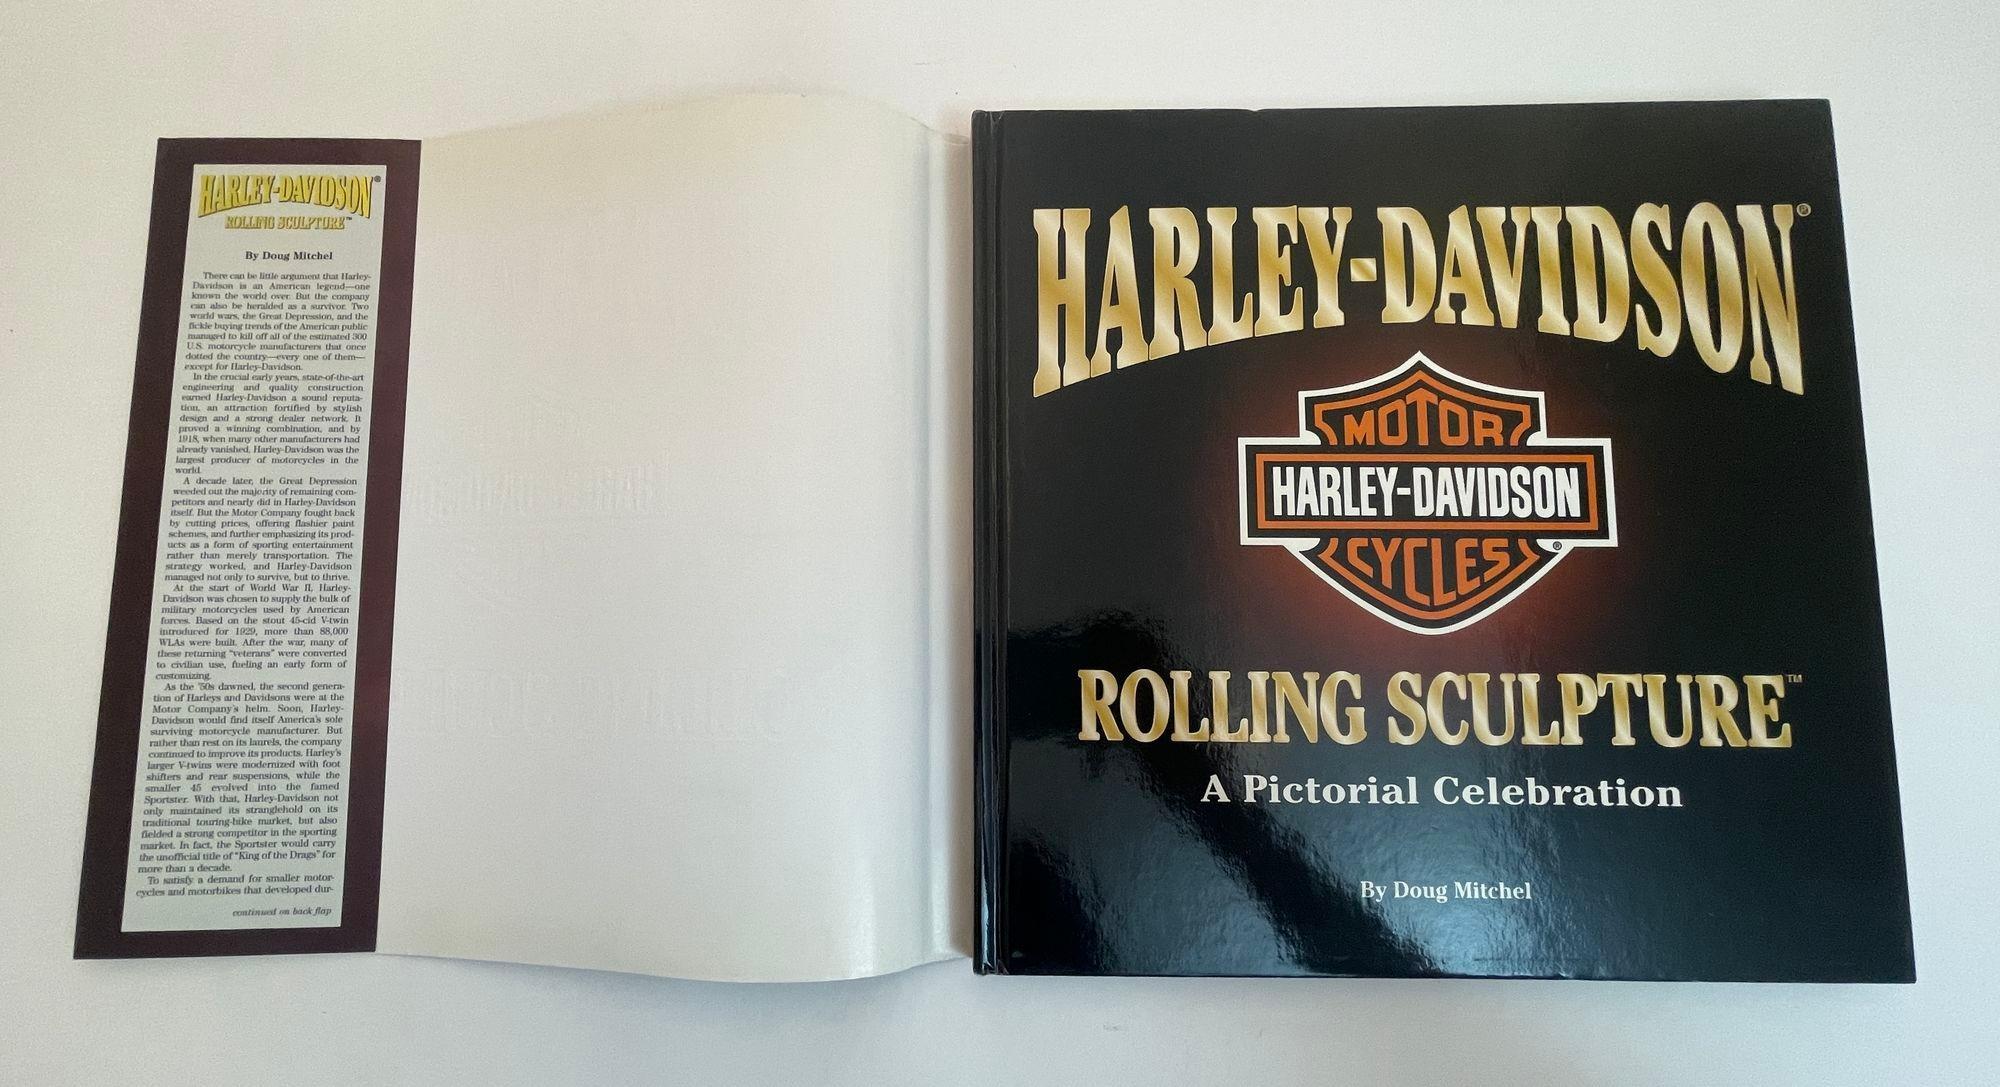 HARLEY-DAVIDSON®
ROLLING SCULPTURE™
By Doug Mitchel
There can be little argument that Harley-
Davidson is an American legend—one
known the world over. But the company
can also be heralded as a survivor. Two
world wars, the Great Depression, and the
fickle buying trends of the American public
managed to kill off all of the estimated 300
U.S. motorcycle manufacturers that once
dotted the country—every one of them—
except for Harley-Davidson.
In the crucial early years, state-of-the-art
engineering and quality construction
earned Harley-Davidson a sound reputa-
tion, an attraction fortified by stylish
design and a strong dealer network. It
proved a winning combination, and by
1918, when many other manufacturers had
already vanished, Harley-Davidson was the
largest producer of motorcycles in the
world.
A decade later, the Great Depression
weeded out the majority of remaining com-
petitors and nearly did in Harley-Davidson
itself. But the Motor Company fought back
by cutting prices, offering flashier paint
schemes, and further emphasizing its prod-
ucts as a form of sporting entertainment
rather than merely transportation. The
strategy worked, and Harley-Davidson
managed not only to survive, but to thrive.
At the start of World War II, Harley-
Davidson was chosen to supply the bulk of
military motorcycles used by American
forces. Based on the stout 45-cid V-twin
introduced for 1929, more than 88,000
WLAs were built. After the war, many of
these returning "veterans" were converted
to civilian use, fueling an early form of
customizing.
As the '50s dawned, the second genera-
tion of Harleys and Davidsons were at the
Motor Company's helm. Soon, Harley-
Davidson would find itself America's sole
surviving motorcycle manufacturer. But
rather than rest on its laurels, the company
continued to improve its products. Harley's
larger V-twins were modernized with foot
shifters and rear suspensions, while the
smaller 45 evolved into the famed
Sportster. With that, Harley-Davidson not
only maintained its stranglehold on its
traditional touring-bike market, but also
fielded a strong competitor in the sporting
market. In fact, the Sportster would carry
the unofficial title of "King of the Drags" for
more than a decade.
To satisfy a demand for smaller motor-
cycles and motorbikes that developed dur-
continued on back flap
HARLEY-DAVIDSON®
MOTOR
HARLEY-DAVIDSON
CYCLES®
ROLLING SCULPTURE™
A Pictorial Celebration
By Doug Mitchel